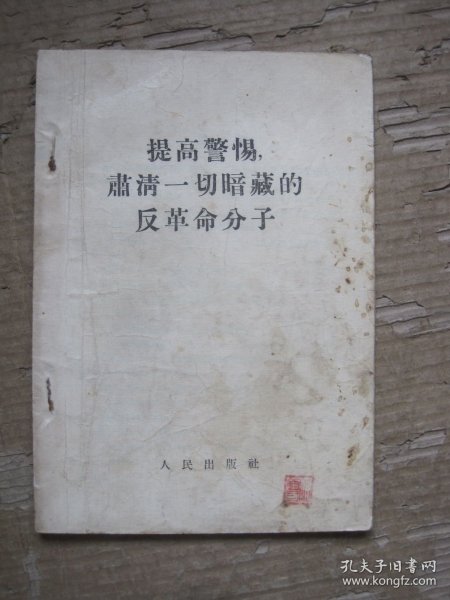 提高警惕,
肅清一切暗藏的
反革命分子
人民出版社
孔夫子旧书网
www.kongfz.com